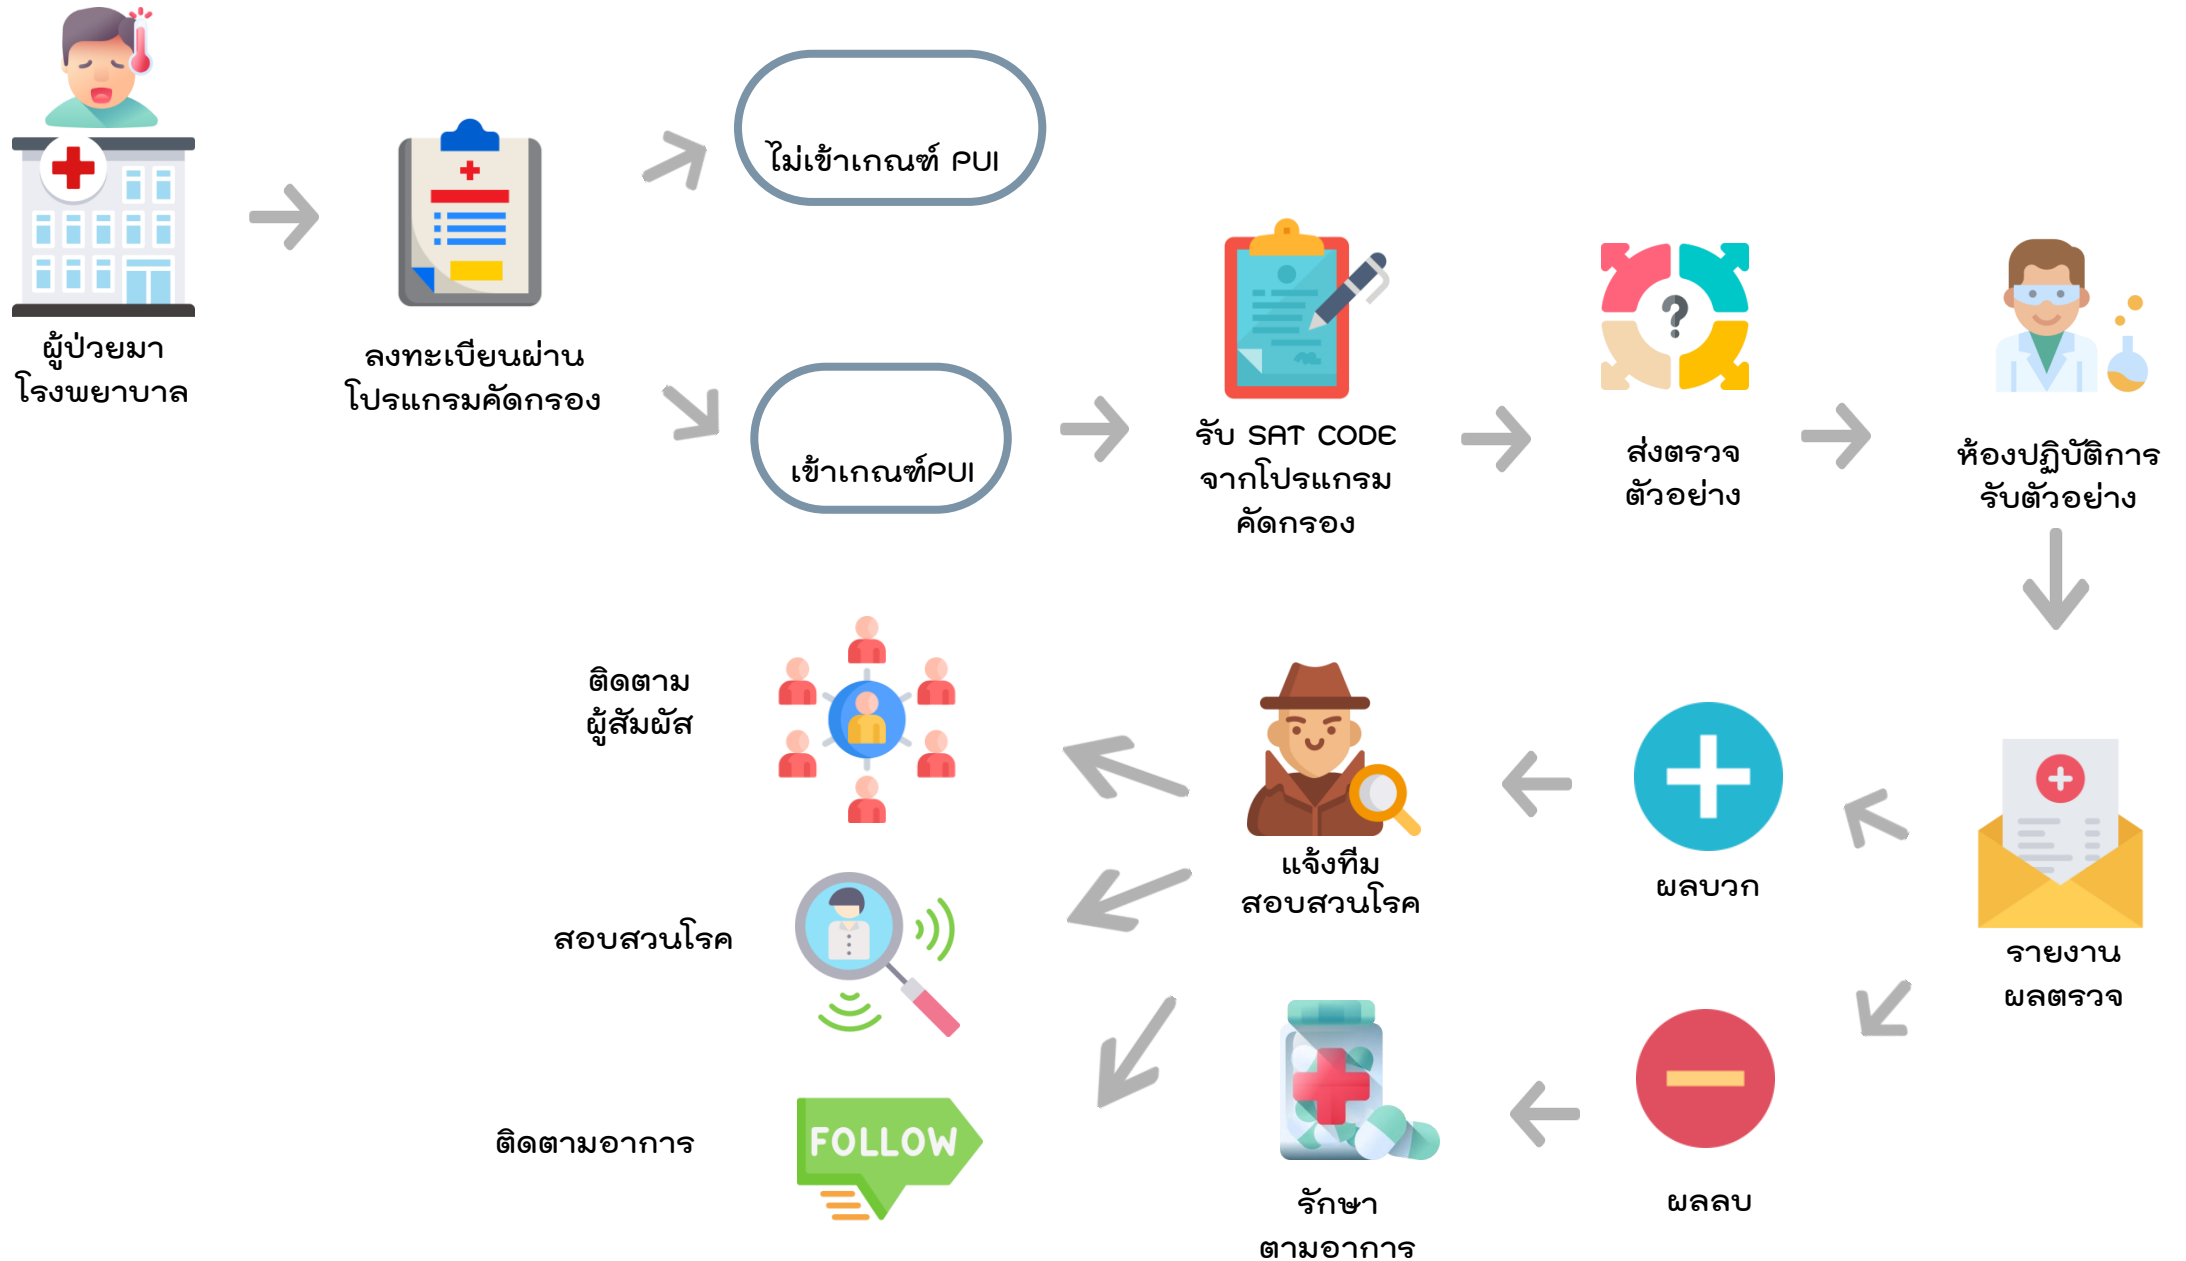 ผู้ป่วยมา
โรงพยาบาล
ลงทะเบียนผ่าน
โปรแกรมคัดกรอง
ไม่เข้าเกณฑ์ PUI
เข้าเกณฑ์PUI
รับ SAT CODE
จากโปรแกรม
คัดกรอง
ส่งตรวจ
ตัวอย่าง
ห้องปฏิบัติการ
รับตัวอย่าง
รายงาน
ผลตรวจ
ผลบวก
แจ้งทีม
สอบสวนโรค
ติดตาม
ผู้สัมผัส
สอบสวนโรค
ติดตามอาการ
FOLLOW
ผลลบ
รักษา
ตามอาการ